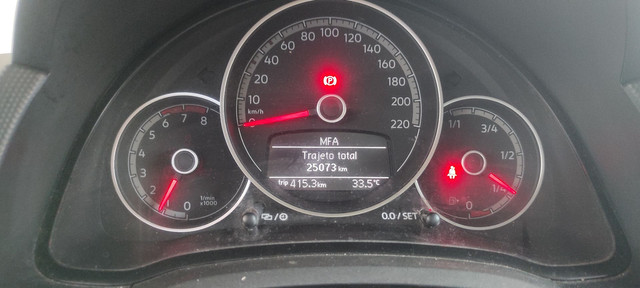 0 10 20 40 60 80 100 120 140 160 180 200 220
km/h
(P)
MFA
Trajeto total
25073 km
trip 415.3 km 33.5°C
0 1 2 3 4 5 6 7 8
1/min
x1000
1/1 3/4 1/2 1/4 0
0.0 / SET